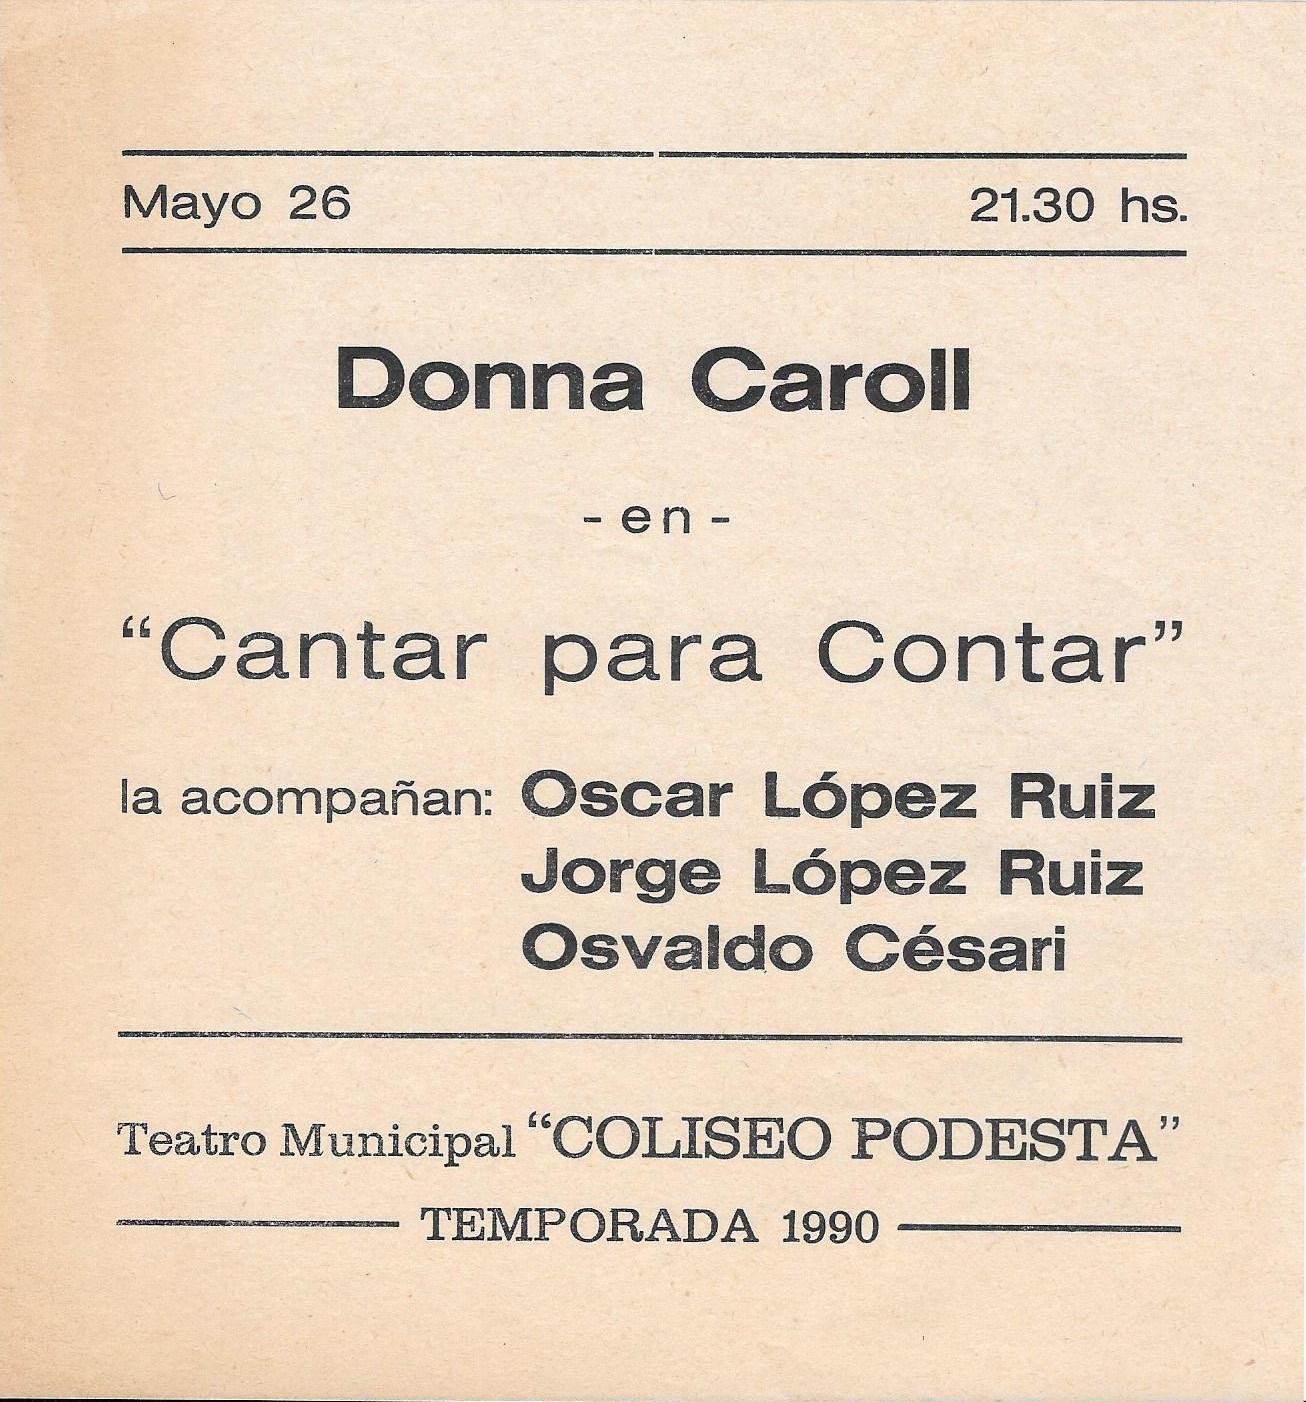 Mayo 26 21.30 hs.
Donna Caroll
- en -
“Cantar para Contar”
la acompañan: Oscar López Ruiz
Jorge López Ruiz
Osvaldo Césari
Teatro Municipal “COLISEO PODESTA”
TEMPORADA 1990